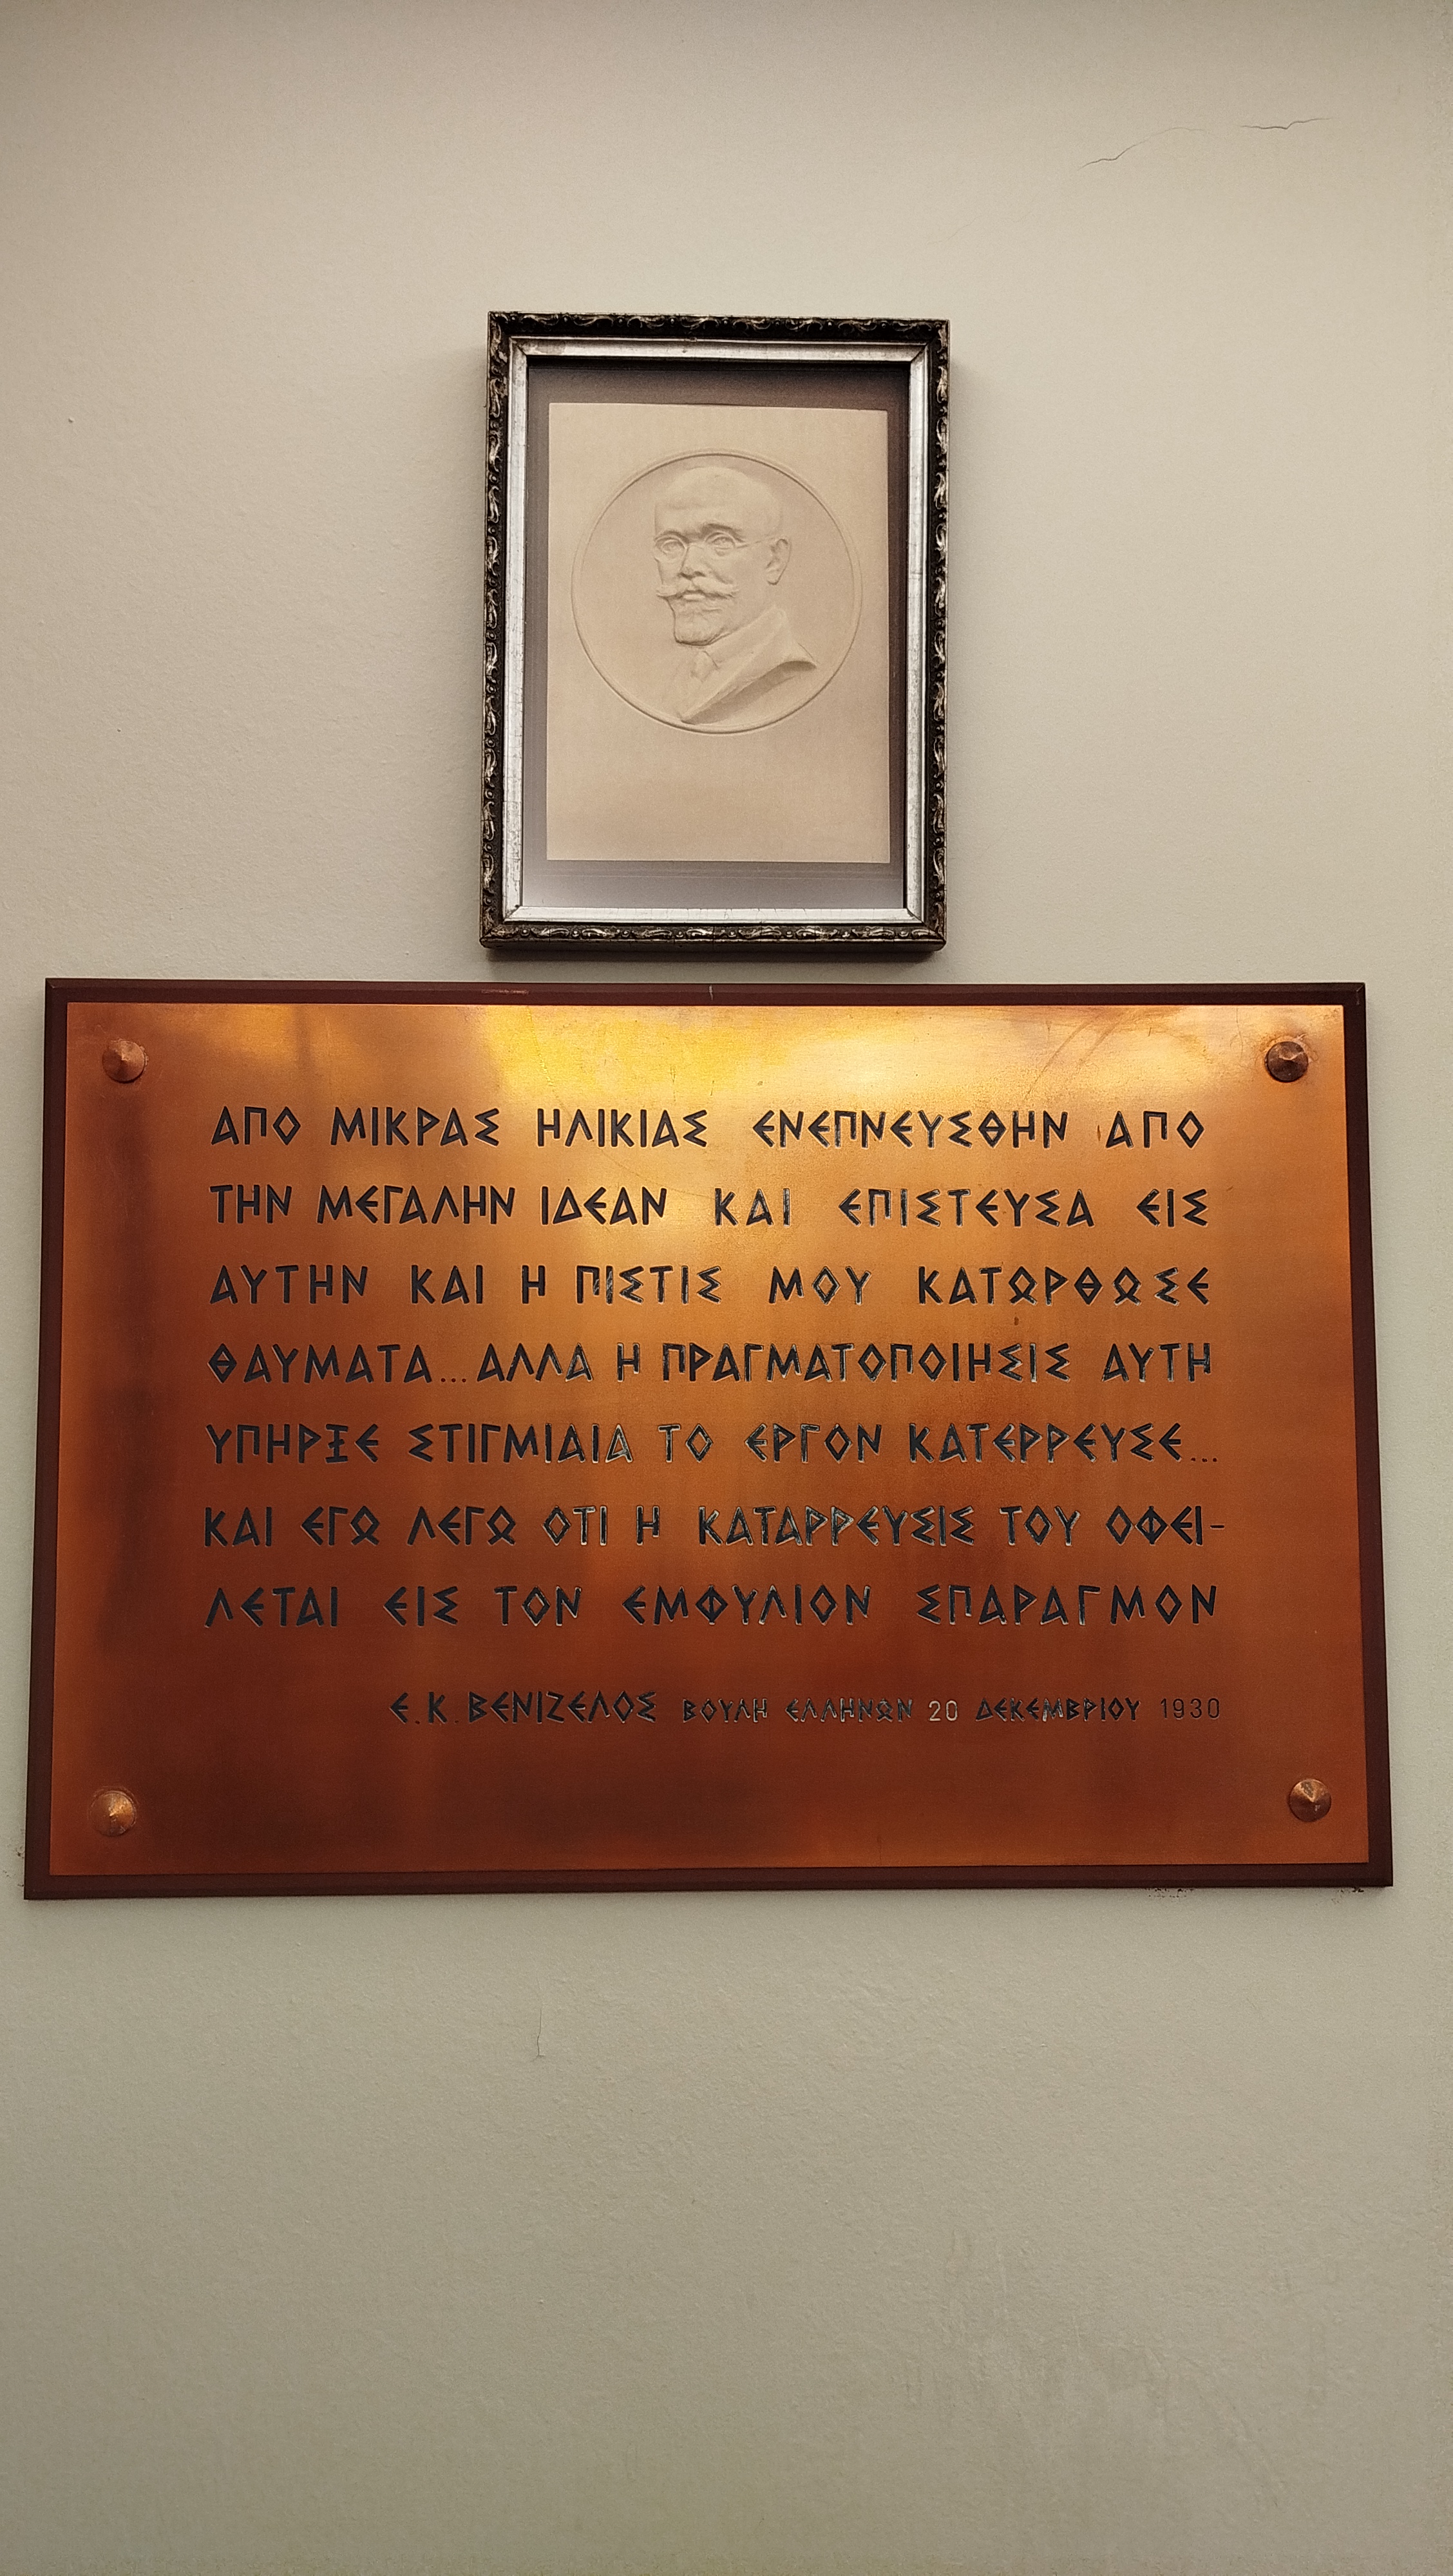 ΑΠΟ ΜΙΚΡΑΣ ΗΛΙΚΙΑΣ ΕΝΕΠΝΕΥΣΘΗΝ ΑΠΟ
ΤΗΝ ΜΕΓΑΛΗΝ ΙΔΕΑΝ ΚΑΙ ΕΠΙΣΤΕΥΣΑ ΕΙΣ
ΑΥΤΗΝ ΚΑΙ Η ΠΙΣΤΙΣ ΜΟΥ ΚΑΤΩΡΘΩΣΕ
ΘΑΥΜΑΤΑ...ΑΛΛΑ Η ΠΡΑΓΜΑΤΟΠΟΙΗΣΙΣ ΑΥΤΗ
ΥΠΗΡΞΕ ΣΤΙΓΜΙΑΙΑ ΤΟ ΕΡΓΟΝ ΚΑΤΕΡΡΕΥΣΕ...
ΚΑΙ ΕΓΩ ΛΕΓΩ ΟΤΙ Η ΚΑΤΑΡΡΕΥΣΙΣ ΤΟΥ ΟΦΕΙ-
ΛΕΤΑΙ ΕΙΣ ΤΟΝ ΕΜΦΥΛΙΟΝ ΣΠΑΡΑΓΜΟΝ
Ε.Κ.ΒΕΝΙΖΕΛΟΣ ΒΟΥΛΗ ΕΛΛΗΝΩΝ 20 ΔΕΚΕΜΒΡΙΟΥ 1930